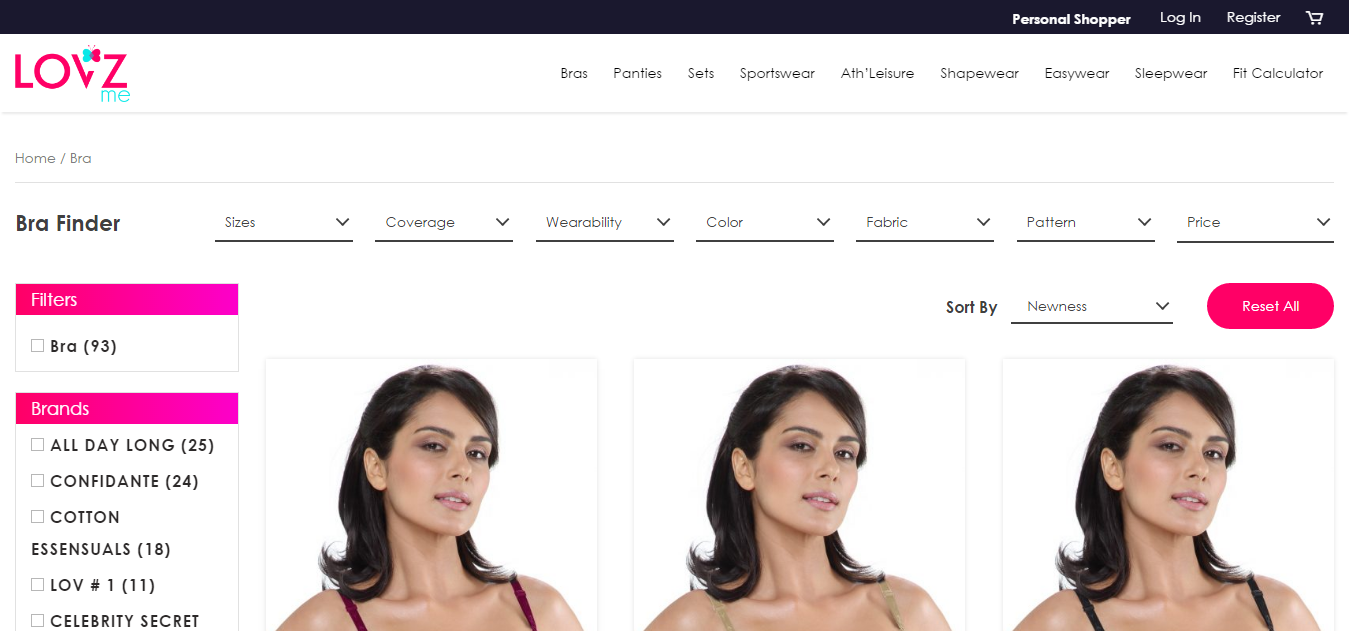 Personal Shopper Log In Register
LOVZ
me
Bras Panties Sets Sportswear Ath'Leisure Shapewear Easywear Sleepwear Fit Calculator
Home / Bra
Bra Finder Sizes Coverage Wearability Color Fabric Pattern Price
Filters
Sort By Newness Reset All
Bra (93)
Brands
ALL DAY LONG (25)
CONFIDANTE (24)
COTTON
ESSENSUALS (18)
LOV # 1 (11)
CELEBRITY SECRET